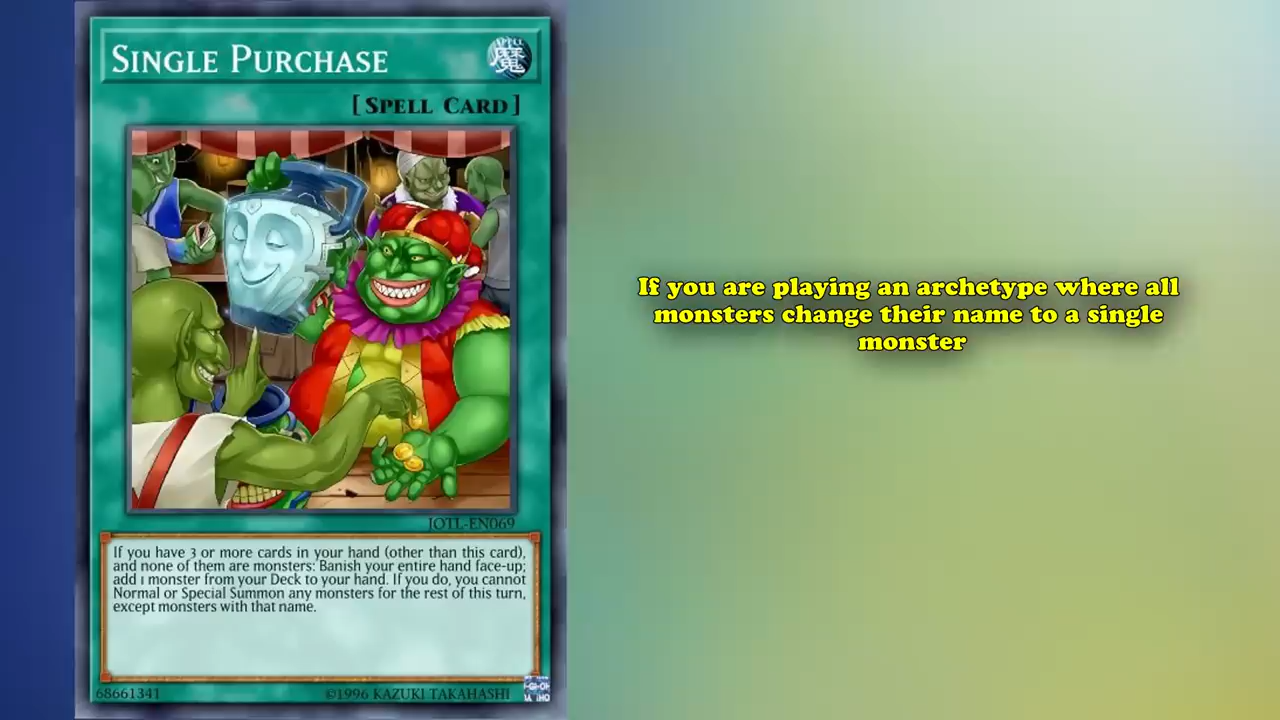 Single Purchase
[Spell Card]
JOTL-EN069
If you have 3 or more cards in your hand (other than this card),
and none of them are monsters: Banish your entire hand face-up;
add 1 monster from your Deck to your hand. If you do, you cannot
Normal or Special Summon any monsters for the rest of this turn,
except monsters with that name.
68661341
©1996 KAZUKI TAKAHASHI
If you are playing an archetype where all
monsters change their name to a single
monster